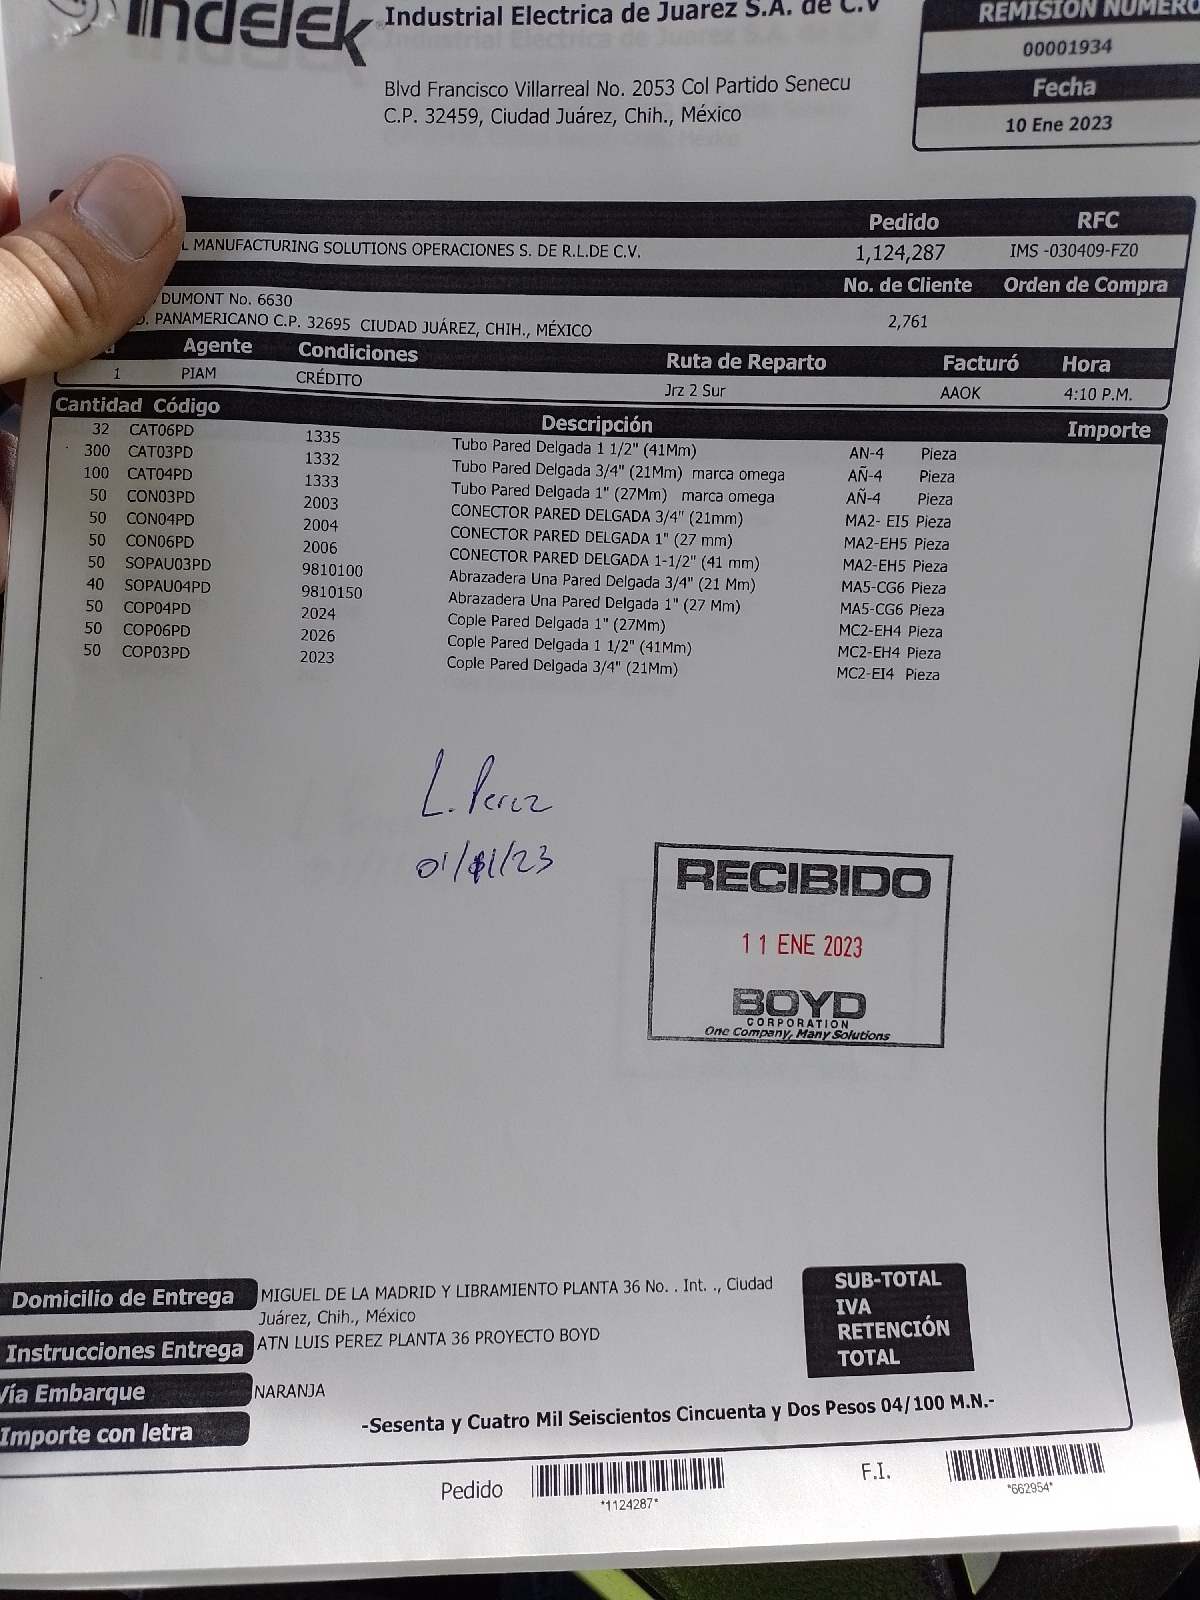 Indelek
Industrial Electrica de Juarez S.A. de C.V
Blvd Francisco Villarreal No. 2053 Col Partido Senecu
C.P. 32459, Ciudad Juárez, Chih., México
REMISIÓN NÚMERO
00001934
Fecha
10 Ene 2023
Pedido RFC
L MANUFACTURING SOLUTIONS OPERACIONES S. DE R.L.DE C.V. 1,124,287 IMS -030409-FZ0
No. de Cliente Orden de Compra
DUMONT No. 6630
PANAMERICANO C.P. 32695 CIUDAD JUÁREZ, CHIH., MÉXICO 2,761
Agente Condiciones Ruta de Reparto Facturó Hora
1 PIAM CRÉDITO Jrz 2 Sur AAOK 4:10 P.M.
Cantidad Código Descripción Importe
32 CAT06PD 1335 Tubo Pared Delgada 1 1/2" (41Mm) AN-4 Pieza
300 CAT03PD 1332 Tubo Pared Delgada 3/4" (21Mm) marca omega AÑ-4 Pieza
100 CAT04PD 1333 Tubo Pared Delgada 1" (27Mm) marca omega AÑ-4 Pieza
50 CON03PD 2003 CONECTOR PARED DELGADA 3/4" (21mm) MA2- EI5 Pieza
50 CON04PD 2004 CONECTOR PARED DELGADA 1" (27 mm) MA2-EH5 Pieza
50 CON06PD 2006 CONECTOR PARED DELGADA 1-1/2" (41 mm) MA2-EH5 Pieza
50 SOPAU03PD 9810100 Abrazadera Una Pared Delgada 3/4" (21 Mm) MA5-CG6 Pieza
40 SOPAU04PD 9810150 Abrazadera Una Pared Delgada 1" (27 Mm) MA5-CG6 Pieza
50 COP04PD 2024 Cople Pared Delgada 1" (27Mm) MC2-EH4 Pieza
50 COP06PD 2026 Cople Pared Delgada 1 1/2" (41Mm) MC2-EH4 Pieza
50 COP03PD 2023 Cople Pared Delgada 3/4" (21Mm) MC2-EI4 Pieza
L. Perez
01/11/23
RECIBIDO
11 ENE 2023
BOYD
CORPORATION
One Company, Many Solutions
Domicilio de Entrega MIGUEL DE LA MADRID Y LIBRAMIENTO PLANTA 36 No. . Int. ., Ciudad
Juárez, Chih., México
Instrucciones Entrega ATN LUIS PEREZ PLANTA 36 PROYECTO BOYD
Vía Embarque NARANJA
Importe con letra -Sesenta y Cuatro Mil Seiscientos Cincuenta y Dos Pesos 04/100 M.N.-
SUB-TOTAL
IVA
RETENCIÓN
TOTAL
Pedido *1124287* F.I. *662954*